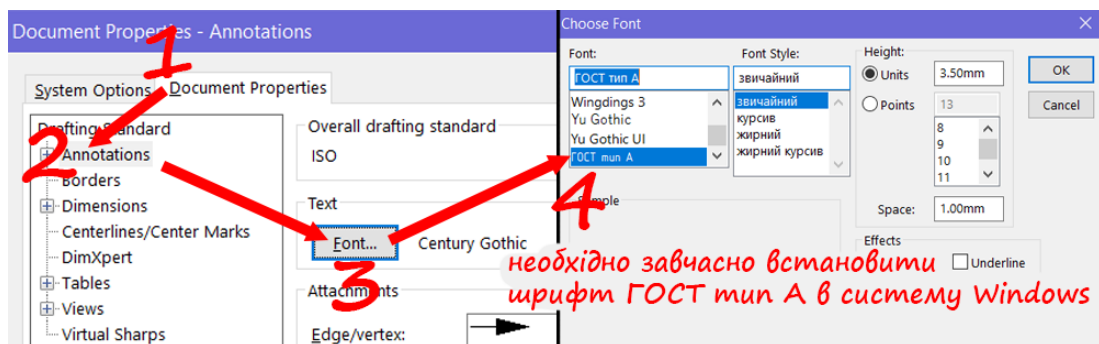 Document Properties - Annotations
1
System Options Document Properties
Drafting Standard
2
Annotations
Borders
Dimensions
Centerlines/Center Marks
DimXpert
Tables
Views
Virtual Sharps
Overall drafting standard
ISO
Text
Font...
Century Gothic
3
Attachments
Edge/vertex:
Choose Font
Font:
ГОСТ тип А
Wingdings 3
Yu Gothic
Yu Gothic UI
ГОСТ тип А
4
Font Style:
звичайний
звичайний
курсив
жирний
жирний курсив
Height:
Units
3.50mm
Points
13
8
9
10
11
Space:
1.00mm
OK
Cancel
Sample
Effects
Underline
необхідно завчасно встановити
шрифт ГОСТ тип А в систему Windows